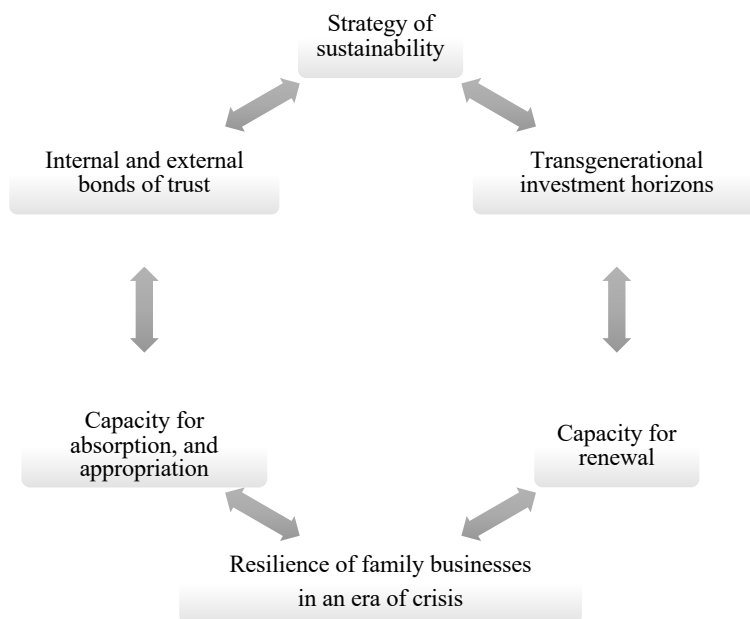 Strategy of
sustainability
Internal and external
bonds of trust
Transgenerational
investment horizons
Capacity for
absorption, and
appropriation
Capacity for
renewal
Resilience of family businesses
in an era of crisis